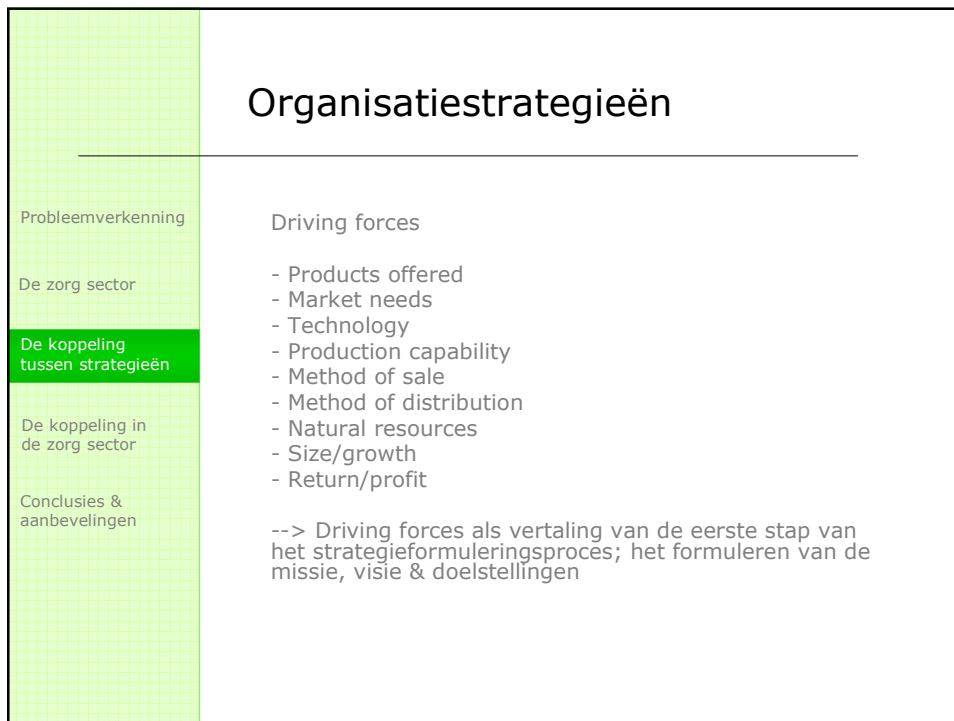 Organisatiestrategieën
Probleemverkenning
De zorg sector
De koppeling
tussen strategieën
De koppeling in
de zorg sector
Conclusies &
aanbevelingen
Driving forces
- Products offered
- Market needs
- Technology
- Production capability
- Method of sale
- Method of distribution
- Natural resources
- Size/growth
- Return/profit
--> Driving forces als vertaling van de eerste stap van
het strategieformuleringsproces; het formuleren van de
missie, visie & doelstellingen